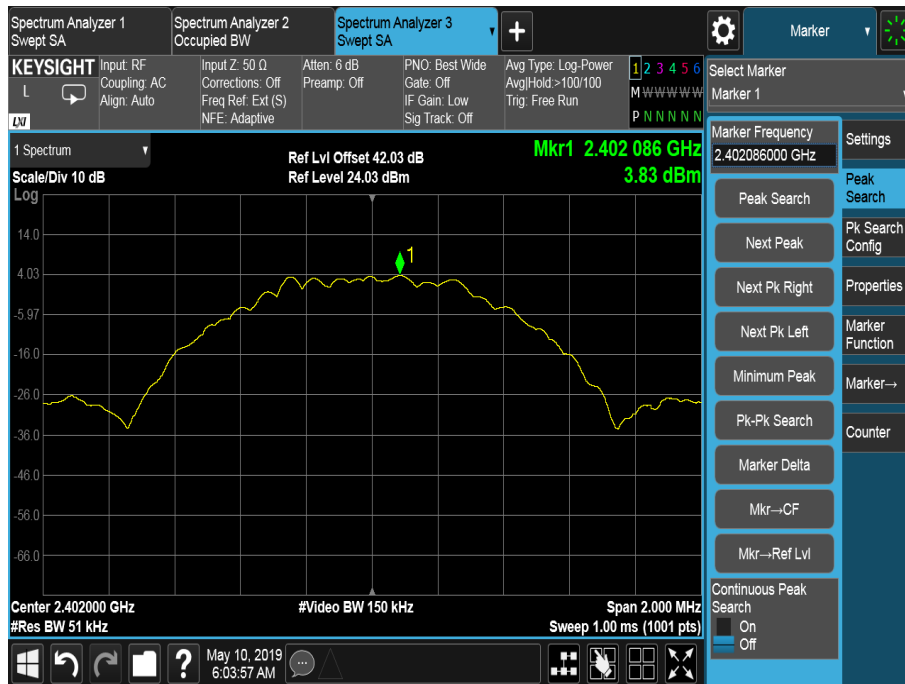 Spectrum Analyzer 1
Swept SA
Spectrum Analyzer 2
Occupied BW
Spectrum Analyzer 3
Swept SA
+
Marker
KEYSIGHT
L
LXI
Input: RF
Coupling: AC
Align: Auto
Input Z: 50 Ω
Corrections: Off
Freq Ref: Ext (S)
NFE: Adaptive
Atten: 6 dB
Preamp: Off
PNO: Best Wide
Gate: Off
IF Gain: Low
Sig Track: Off
Avg Type: Log-Power
Avg|Hold:>100/100
Trig: Free Run
1 2 3 4 5 6
M W W W W W
P N N N N N
Select Marker
Marker 1
1 Spectrum
Scale/Div 10 dB
Ref Lvl Offset 42.03 dB
Ref Level 24.03 dBm
Mkr1 2.402 086 GHz
3.83 dBm
Log
14.0
4.03
-5.97
-16.0
-26.0
-36.0
-46.0
-56.0
-66.0
1
Center 2.402000 GHz
#Res BW 51 kHz
#Video BW 150 kHz
Span 2.000 MHz
Sweep 1.00 ms (1001 pts)
Marker Frequency
2.402086000 GHz
Peak Search
Next Peak
Next Pk Right
Next Pk Left
Minimum Peak
Pk-Pk Search
Marker Delta
Mkr→CF
Mkr→Ref Lvl
Continuous Peak
Search
On
Off
Settings
Peak
Search
Pk Search
Config
Properties
Marker
Function
Marker→
Counter
?
May 10, 2019
6:03:57 AM